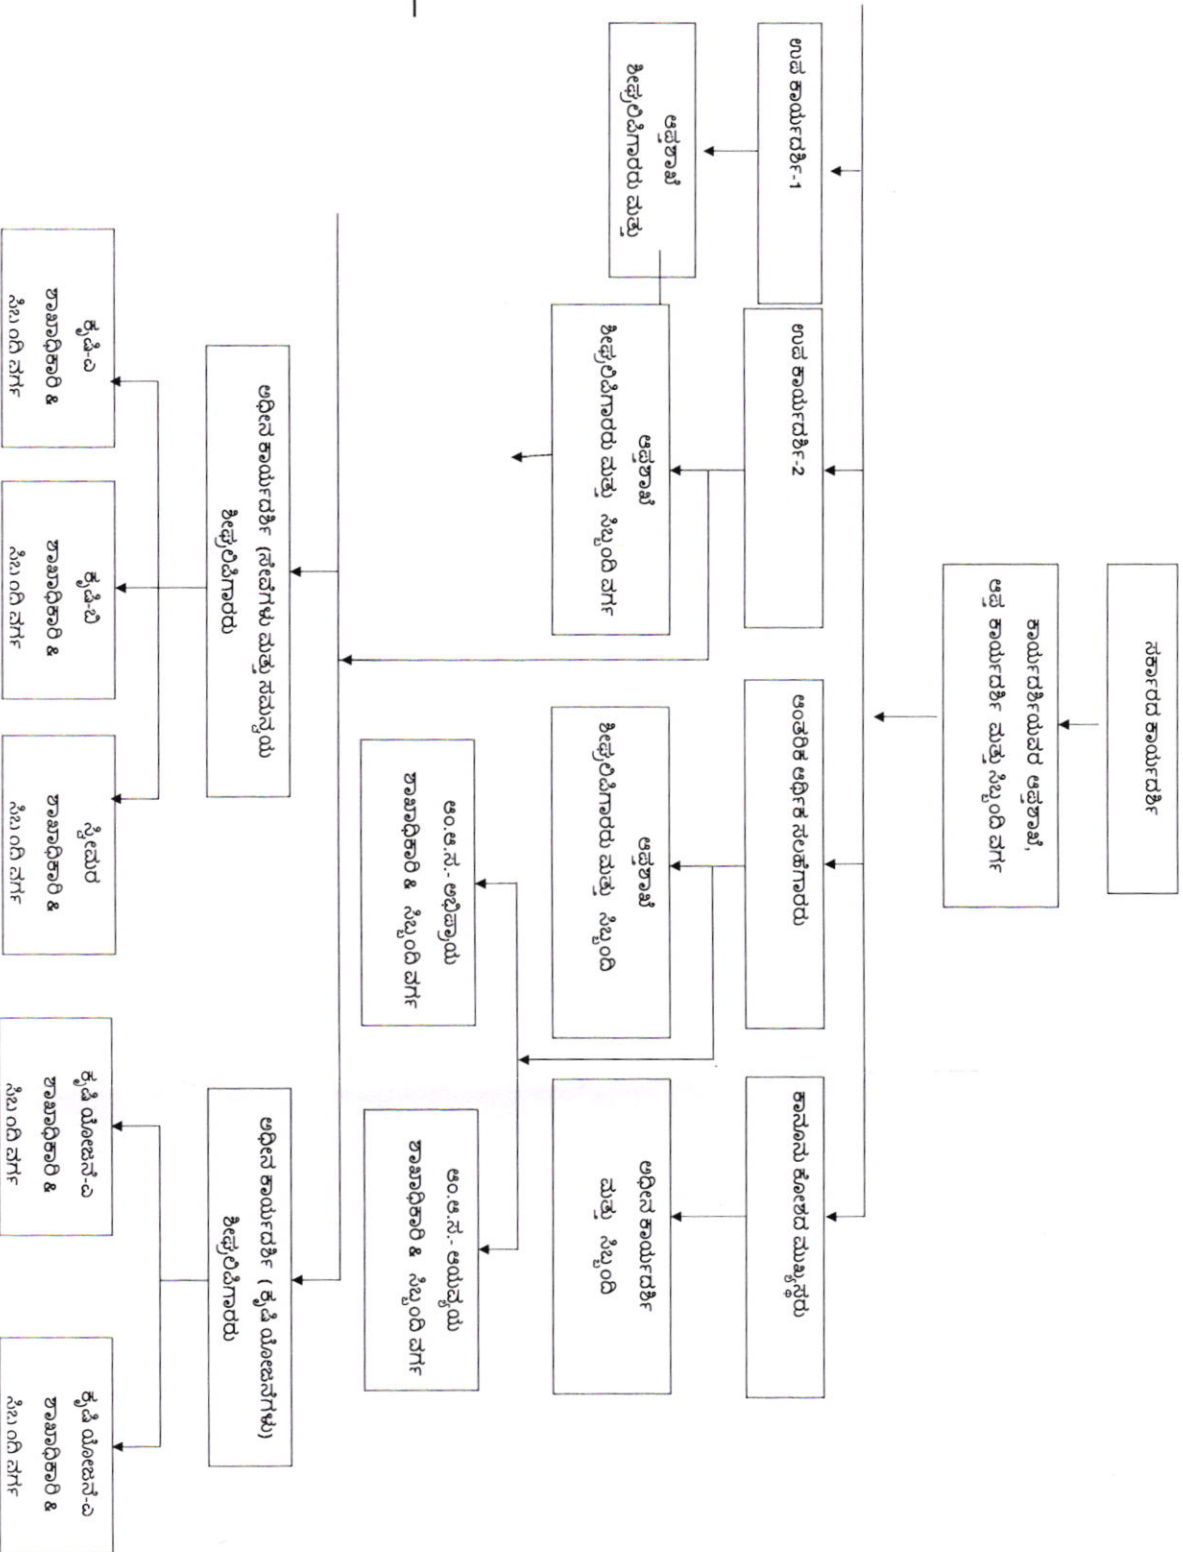 ಸರ್ಕಾರದ ಕಾರ್ಯದರ್ಶಿ
ಕಾರ್ಯದರ್ಶಿಯವರ ಆಪ್ತಶಾಖೆ,
ಆಪ್ತ ಕಾರ್ಯದರ್ಶಿ ಮತ್ತು ಸಿಬ್ಬಂದಿ ವರ್ಗ
ಉಪ ಕಾರ್ಯದರ್ಶಿ-1
ಉಪ ಕಾರ್ಯದರ್ಶಿ-2
ಆಂತರಿಕ ಆರ್ಥಿಕ ಸಲಹೆಗಾರರು
ಕಾನೂನು ಕೋಶದ ಮುಖ್ಯಸ್ಥರು
ಆಪ್ತಶಾಖೆ
ಶೀಘ್ರಲಿಪಿಗಾರರು ಮತ್ತು
ಆಪ್ತಶಾಖೆ
ಶೀಘ್ರಲಿಪಿಗಾರರು ಮತ್ತು ಸಿಬ್ಬಂದಿ ವರ್ಗ
ಆಪ್ತಶಾಖೆ
ಶೀಘ್ರಲಿಪಿಗಾರರು ಮತ್ತು ಸಿಬ್ಬಂದಿ
ಅಧೀನ ಕಾರ್ಯದರ್ಶಿ
ಮತ್ತು ಸಿಬ್ಬಂದಿ
ಆಂ.ಆ.ಸ.- ಅಭಿಪ್ರಾಯ
ಶಾಖಾಧಿಕಾರಿ & ಸಿಬ್ಬಂದಿ ವರ್ಗ
ಆಂ.ಆ.ಸ.- ಆಯವ್ಯಯ
ಶಾಖಾಧಿಕಾರಿ & ಸಿಬ್ಬಂದಿ ವರ್ಗ
ಅಧೀನ ಕಾರ್ಯದರ್ಶಿ (ಸೇವೆಗಳು ಮತ್ತು ಸಮನ್ವಯ
ಶೀಘ್ರಲಿಪಿಗಾರರು
ಅಧೀನ ಕಾರ್ಯದರ್ಶಿ ( ಕೃಷಿ ಯೋಜನೆಗಳು)
ಶೀಘ್ರಲಿಪಿಗಾರರು
ಕೃಷಿ-ಎ
ಶಾಖಾಧಿಕಾರಿ &
ಸಿಬ್ಬಂದಿ ವರ್ಗ
ಕೃಷಿ-ಬಿ
ಶಾಖಾಧಿಕಾರಿ &
ಸಿಬ್ಬಂದಿ ವರ್ಗ
ಸ್ವೀಮರ
ಶಾಖಾಧಿಕಾರಿ &
ಸಿಬ್ಬಂದಿ ವರ್ಗ
ಕೃಷಿ ಯೋಜನೆ-ಎ
ಶಾಖಾಧಿಕಾರಿ &
ಸಿಬ್ಬಂದಿ ವರ್ಗ
ಕೃಷಿ ಯೋಜನೆ-ಎ
ಶಾಖಾಧಿಕಾರಿ &
ಸಿಬ್ಬಂದಿ ವರ್ಗ